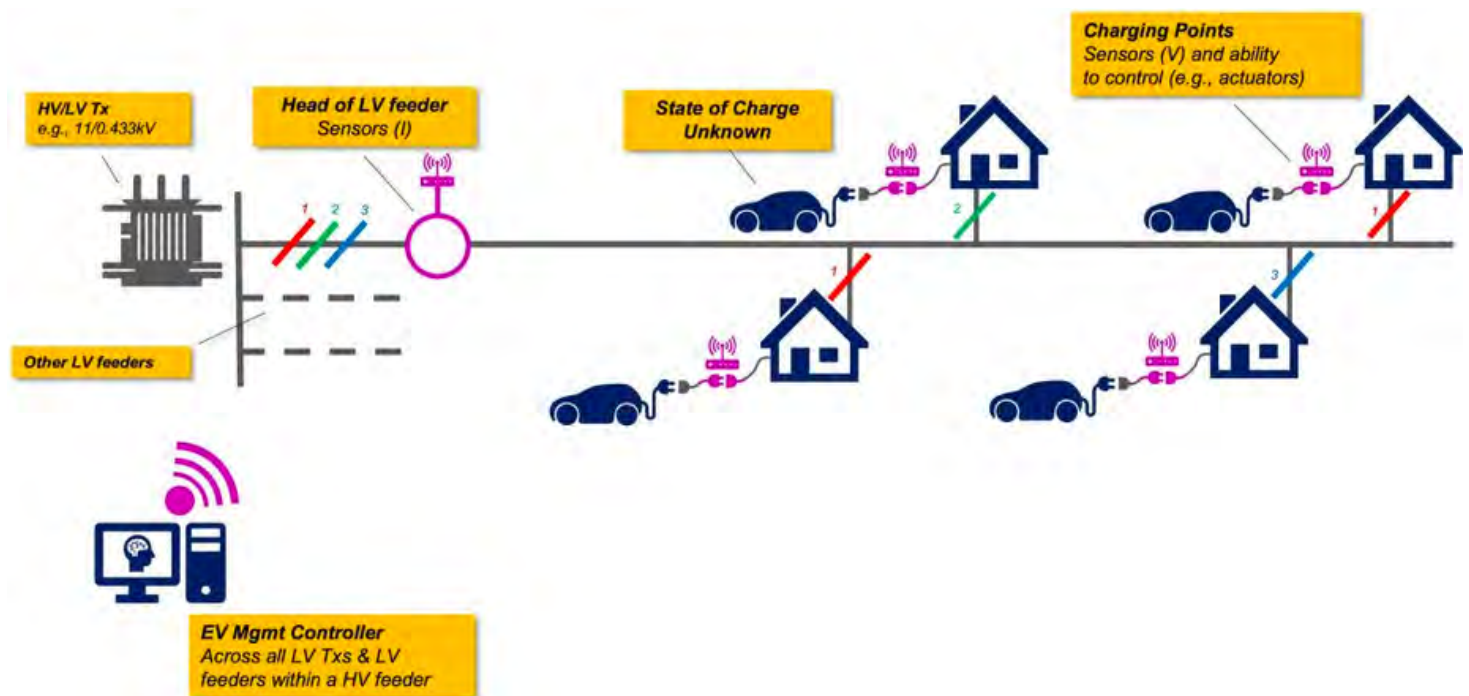 Charging Points
Sensors (V) and ability
to control (e.g., actuators)
HV/LV Tx
e.g., 11/0.433kV
Head of LV feeder
Sensors (I)
State of Charge
Unknown
1
2
3
2
1
1
3
Other LV feeders
EV Mgmt Controller
Across all LV Txs & LV
feeders within a HV feeder